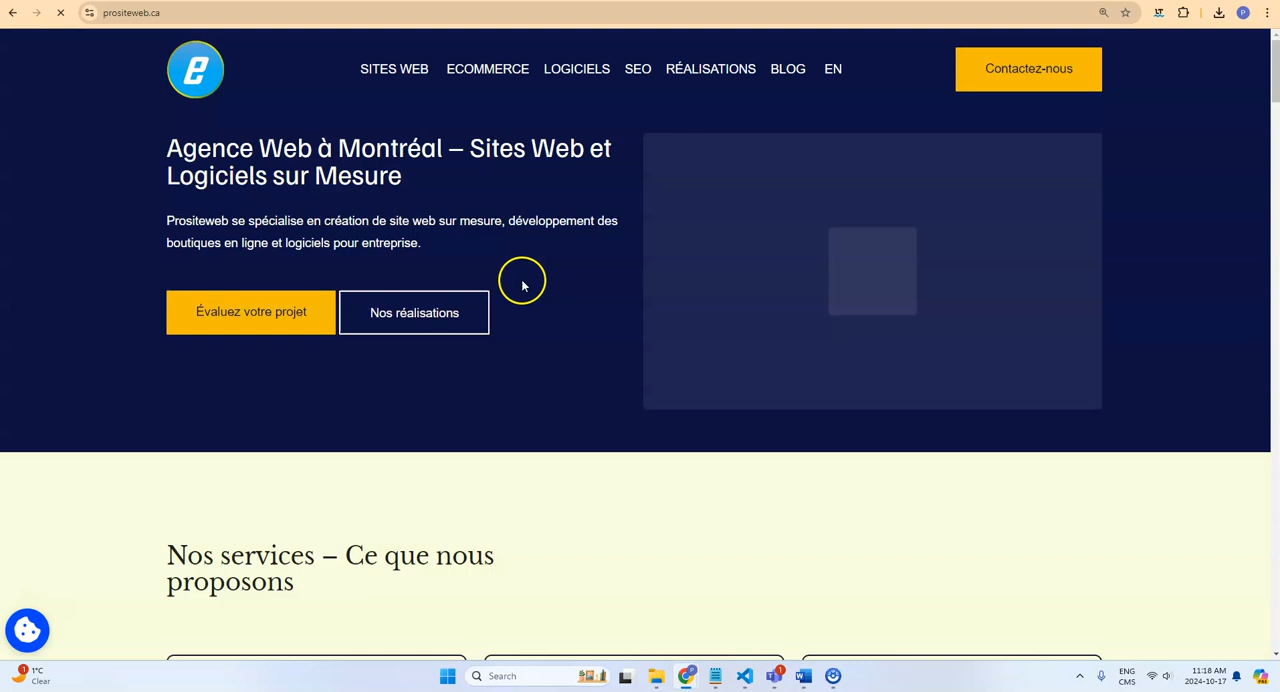 prositeweb.ca
LT
P
e
SITES WEB ECOMMERCE LOGICIELS SEO RÉALISATIONS BLOG EN
Contactez-nous
Agence Web à Montréal – Sites Web et
Logiciels sur Mesure
Prositeweb se spécialise en création de site web sur mesure, développement des
boutiques en ligne et logiciels pour entreprise.
Évaluez votre projet
Nos réalisations
Nos services – Ce que nous
proposons
1
1°C
Clear
Search
P
1
ENG
CMS
11:18 AM
2024-10-17